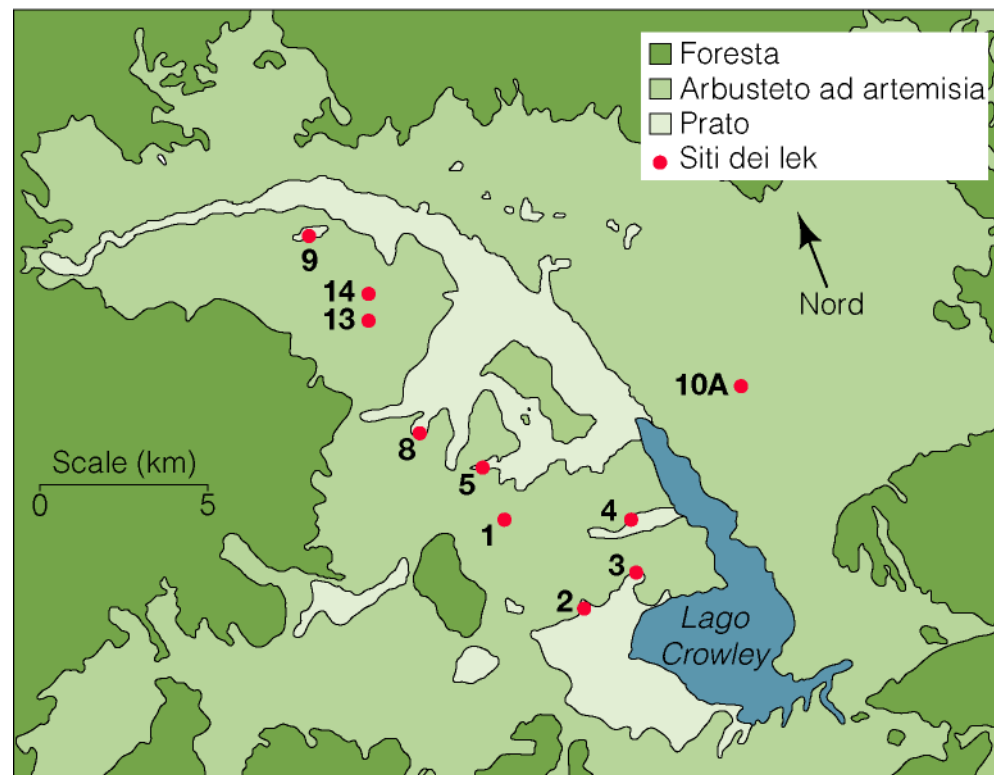 Foresta
Arbusteto ad artemisia
Prato
Siti dei lek
Nord
9
14
13
10A
8
Scale (km)
0 5
5
1
4
3
2
Lago
Crowley